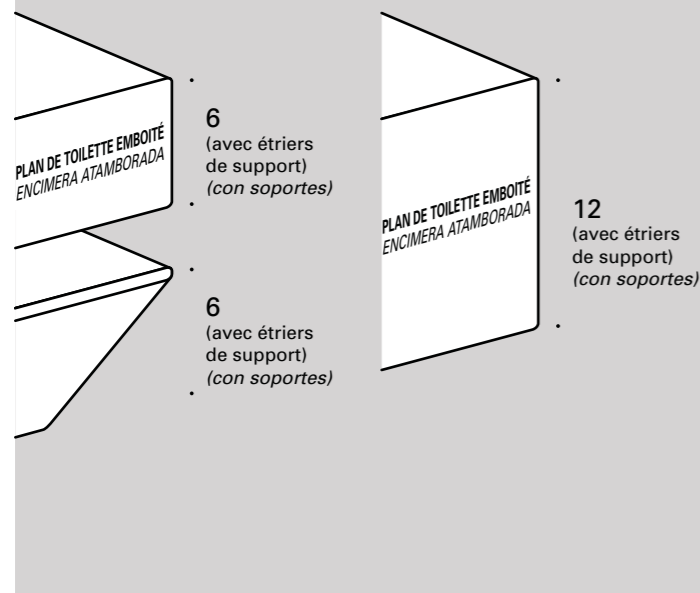 PLAN DE TOILETTE EMBOITÉ
ENCIMERA ATAMBORADA
6
(avec étriers
de support)
(con soportes)
6
(avec étriers
de support)
(con soportes)
PLAN DE TOILETTE EMBOITÉ
ENCIMERA ATAMBORADA
12
(avec étriers
de support)
(con soportes)